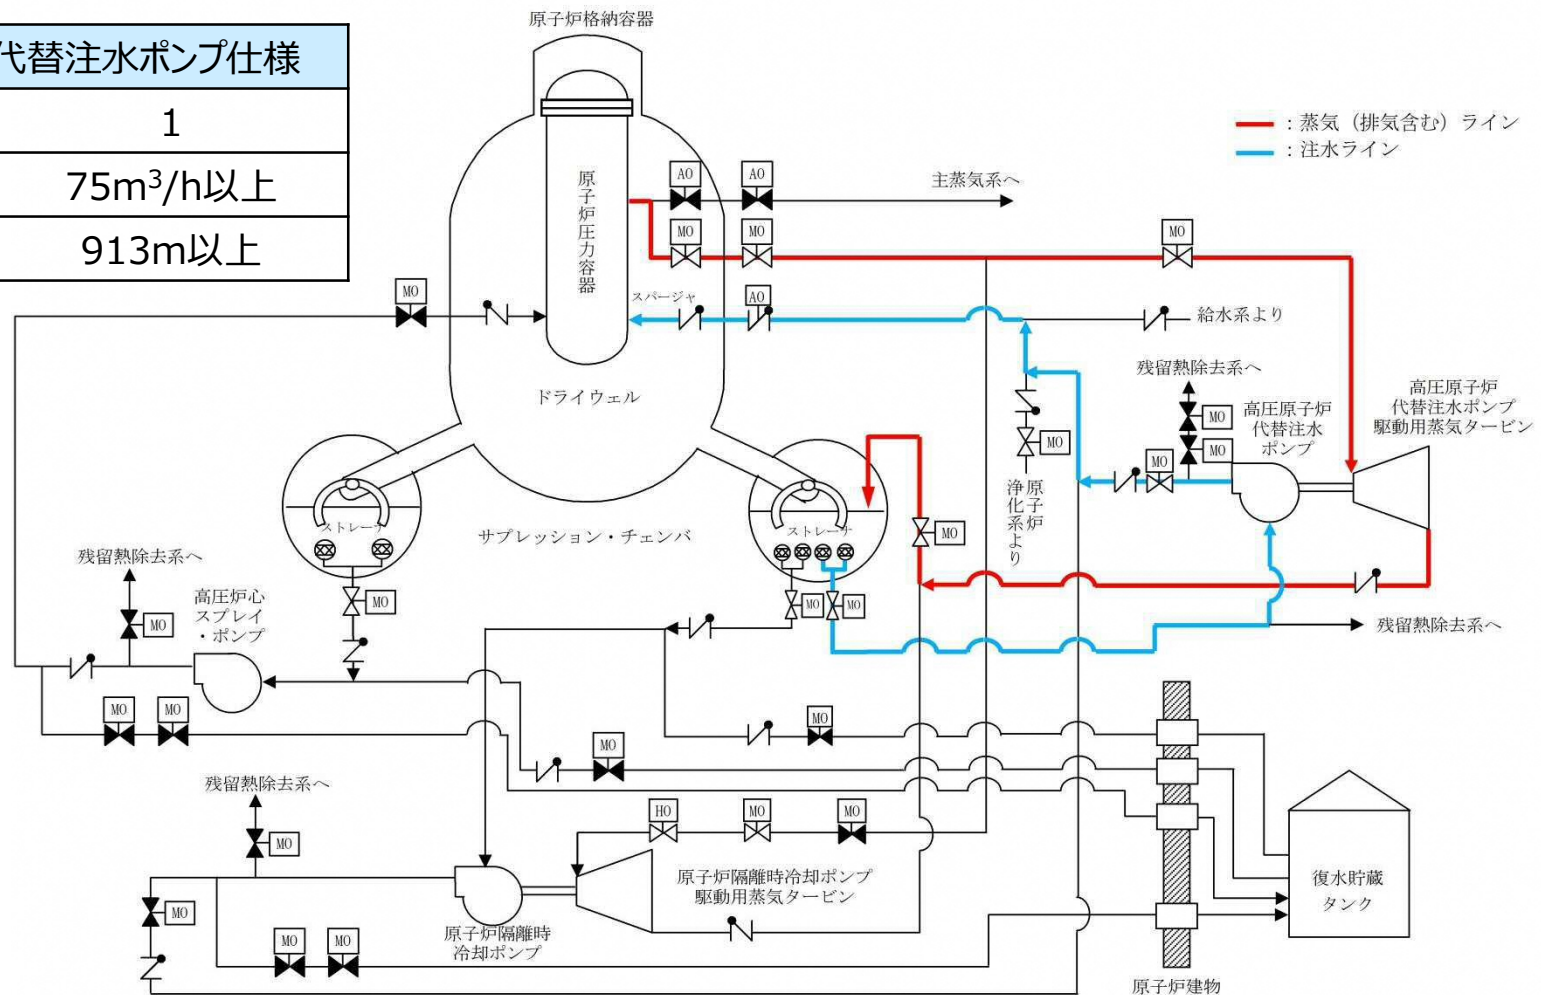 代替注水ポンプ仕様
1
75m³/h以上
913m以上
原子炉格納容器
：蒸気（排気含む）ライン
：注水ライン
原子炉圧力容器
AO
AO
主蒸気系へ
MO
MO
MO
MO
スパージャ
AO
給水系より
ドライウェル
残留熱除去系へ
MO
MO
MO
高圧原子炉
代替注水
ポンプ
高圧原子炉
代替注水ポンプ
駆動用蒸気タービン
MO
原子炉
浄化系より
ストレーナ
サプレッション・チェンバ
ストレーナ
MO
残留熱除去系へ
MO
高圧炉心
スプレイ
・ポンプ
MO
MO
MO
残留熱除去系へ
MO
MO
MO
MO
残留熱除去系へ
MO
HO
MO
MO
原子炉隔離時冷却ポンプ
駆動用蒸気タービン
復水貯蔵
タンク
MO
原子炉隔離時
冷却ポンプ
MO
MO
原子炉建物